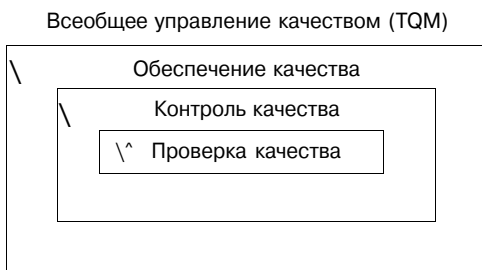 Всеобщее управление качеством (TQM)
\ Обеспечение качества
\ Контроль качества
\^ Проверка качества